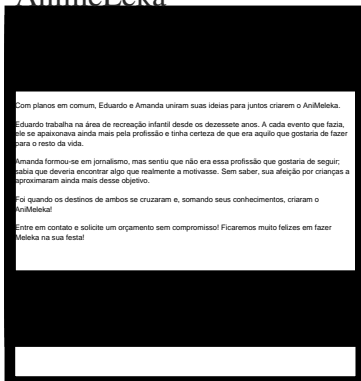 AnimeLeka
Com planos em comum, Eduardo e Amanda uniram suas ideias para juntos criarem o AniMeleka.
Eduardo trabalha na área de recreação infantil desde os dezessete anos. A cada evento que fazia,
ele se apaixonava ainda mais pela profissão e tinha certeza de que era aquilo que gostaria de fazer
para o resto da vida.
Amanda formou-se em jornalismo, mas sentiu que não era essa profissão que gostaria de seguir;
sabia que deveria encontrar algo que realmente a motivasse. Sem saber, sua afeição por crianças a
aproximaram ainda mais desse objetivo.
Foi quando os destinos de ambos se cruzaram e, somando seus conhecimentos, criaram o
AniMeleka!
Entre em contato e solicite um orçamento sem compromisso! Ficaremos muito felizes em fazer
Meleka na sua festa!